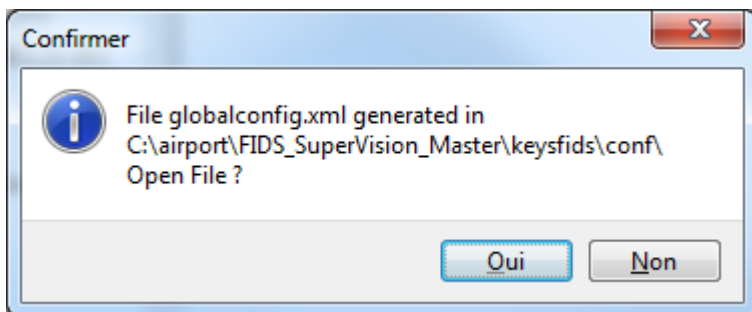 Confirmer
File globalconfig.xml generated in
C:\airport\FIDS_SuperVision_Master\keysfids\conf\
Open File ?
Oui
Non